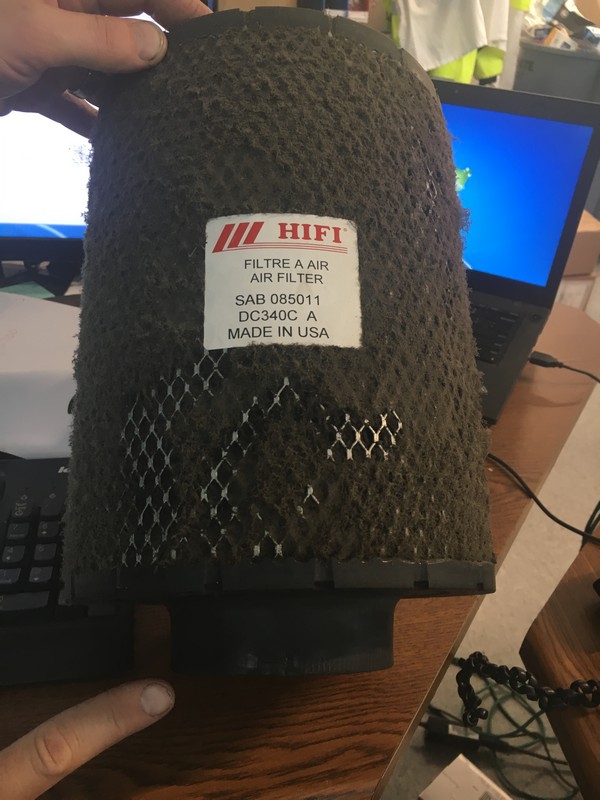 HIFI®
FILTRE A AIR
AIR FILTER
SAB 085011
DC340C A
MADE IN USA